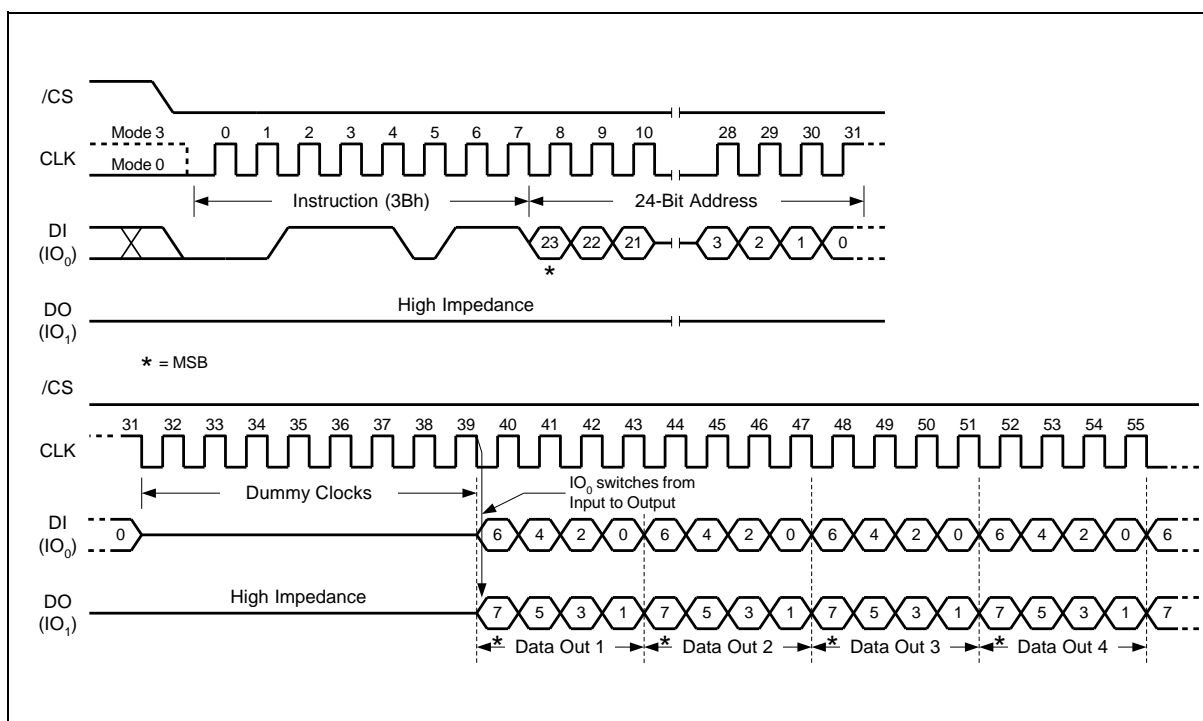 /CS
Mode 3 0 1 2 3 4 5 6 7 8 9 10 28 29 30 31
CLK
Mode 0
Instruction (3Bh) 24-Bit Address
DI
(IO0) 23 22 21 3 2 1 0
*
High Impedance
DO
(IO1)
* = MSB
/CS
31 32 33 34 35 36 37 38 39 40 41 42 43 44 45 46 47 48 49 50 51 52 53 54 55
CLK
Dummy Clocks
IO0 switches from
Input to Output
DI
(IO0) 0 6 4 2 0 6 4 2 0 6 4 2 0 6 4 2 0 6
High Impedance
DO
(IO1) 7 5 3 1 7 5 3 1 7 5 3 1 7 5 3 1 7
* Data Out 1 * Data Out 2 * Data Out 3 * Data Out 4